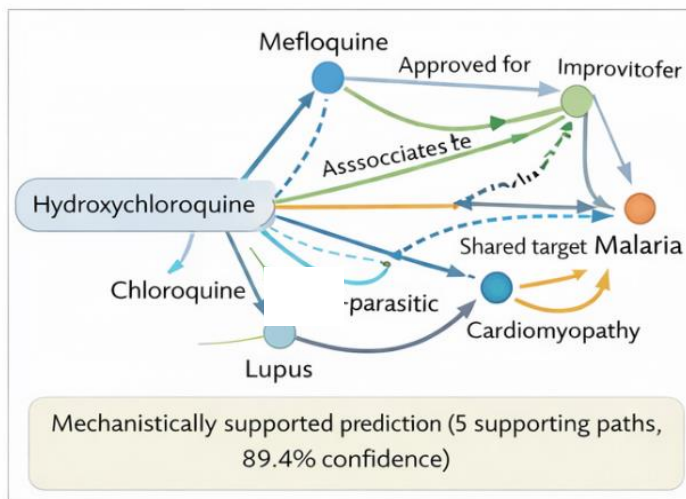 Mefloquine
Approved for
Improvitofer
Asssocciates te
Hydroxychloroquine
Shared target
Malaria
Chloroquine
-parasitic
Cardiomyopathy
Lupus
Mechanistically supported prediction (5 supporting paths,
89.4% confidence)